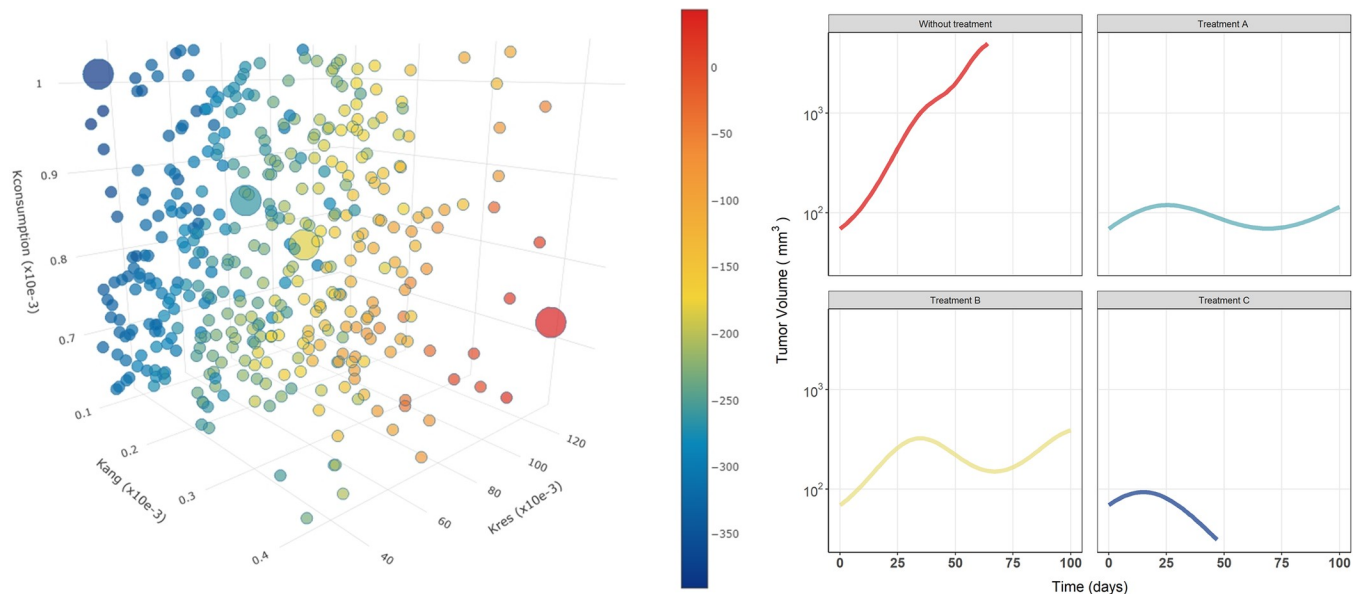 1
0.9
0.8
0.7
Kconsumption (x10e-3)
0.1
0.2
0.3
0.4
Kang (x10e-3)
40
60
80
100
120
Kres (x10e-3)
0
−50
−100
−150
−200
−250
−300
−350
Without treatment
Treatment A
10³
10²
Tumor Volume ( mm³ )
Treatment B
Treatment C
10³
10²
0 25 50 75 100
0 25 50 75 100
Time (days)